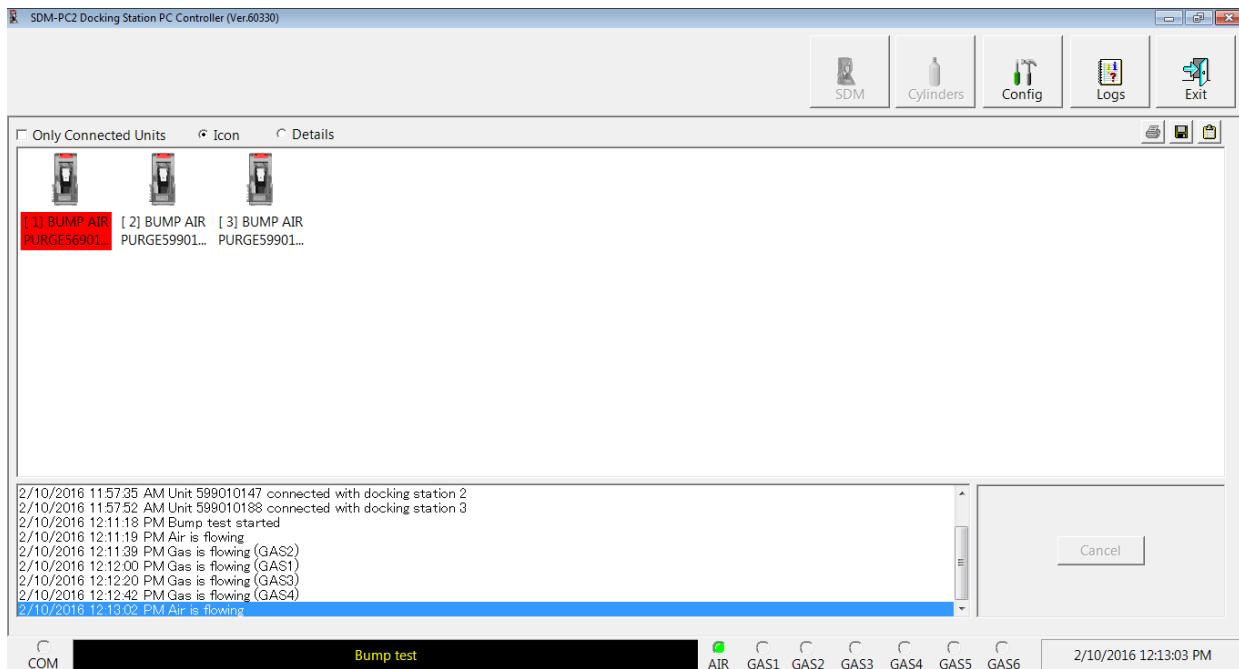 SDM-PC2 Docking Station PC Controller (Ver.60330)
SDM
Cylinders
Config
Logs
Exit
Only Connected Units
Icon
Details
[ 1] BUMP AIR
PURGE56901...
[ 2] BUMP AIR
PURGE59901...
[ 3] BUMP AIR
PURGE59901...
2/10/2016 11:57:35 AM Unit 599010147 connected with docking station 2
2/10/2016 11:57:52 AM Unit 599010188 connected with docking station 3
2/10/2016 12:11:18 PM Bump test started
2/10/2016 12:11:19 PM Air is flowing
2/10/2016 12:11:39 PM Gas is flowing (GAS2)
2/10/2016 12:12:00 PM Gas is flowing (GAS1)
2/10/2016 12:12:20 PM Gas is flowing (GAS3)
2/10/2016 12:12:42 PM Gas is flowing (GAS4)
2/10/2016 12:13:02 PM Air is flowing
Cancel
COM
Bump test
AIR
GAS1
GAS2
GAS3
GAS4
GAS5
GAS6
2/10/2016 12:13:03 PM